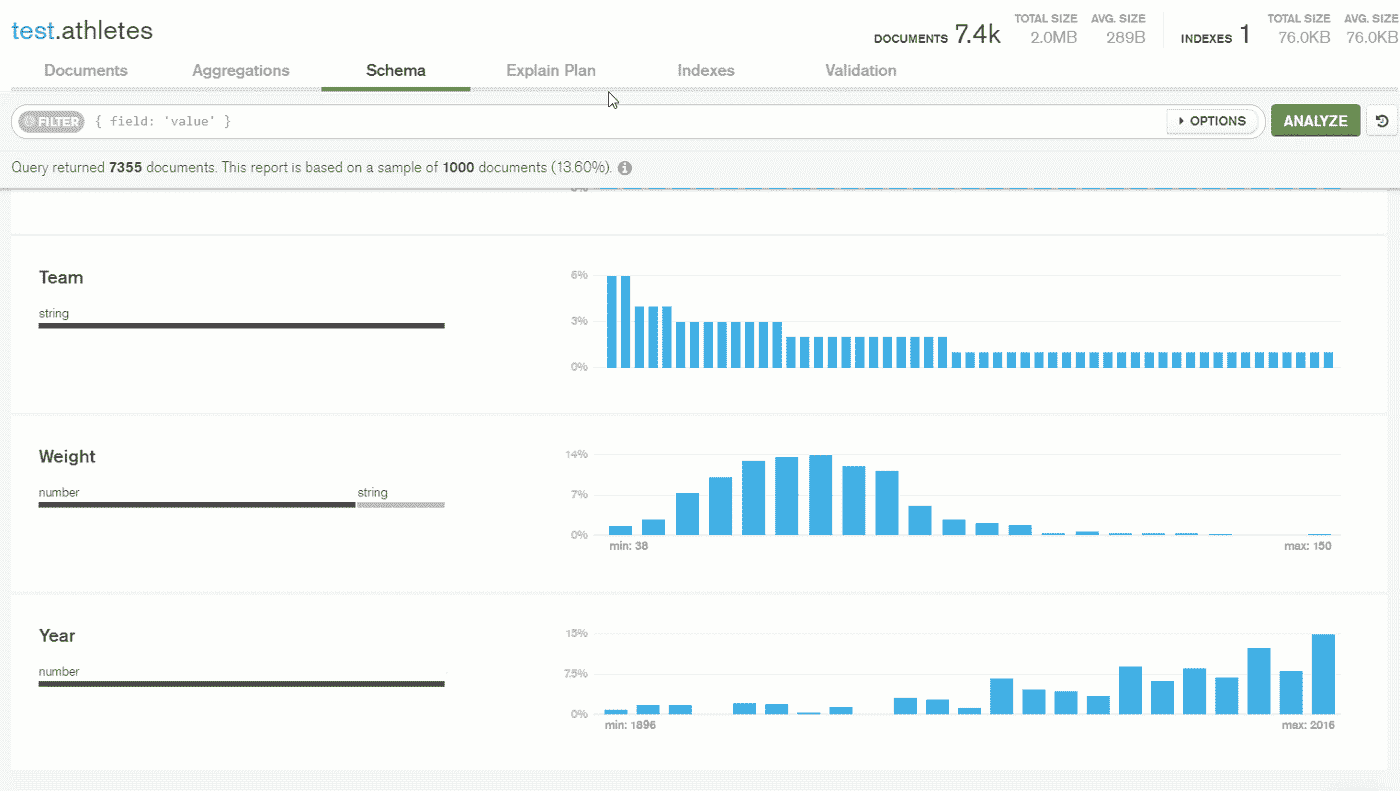 test.athletes
DOCUMENTS 7.4k TOTAL SIZE 2.0MB AVG. SIZE 289B INDEXES 1 TOTAL SIZE 76.0KB AVG. SIZE 76.0KB
Documents Aggregations Schema Explain Plan Indexes Validation
FILTER { field: 'value' } OPTIONS ANALYZE
Query returned 7355 documents. This report is based on a sample of 1000 documents (13.60%).
Team
string
6%
3%
0%
Weight
number string
14%
7%
0%
min: 38 max: 150
Year
number
15%
7.5%
0%
min: 1896 max: 2016